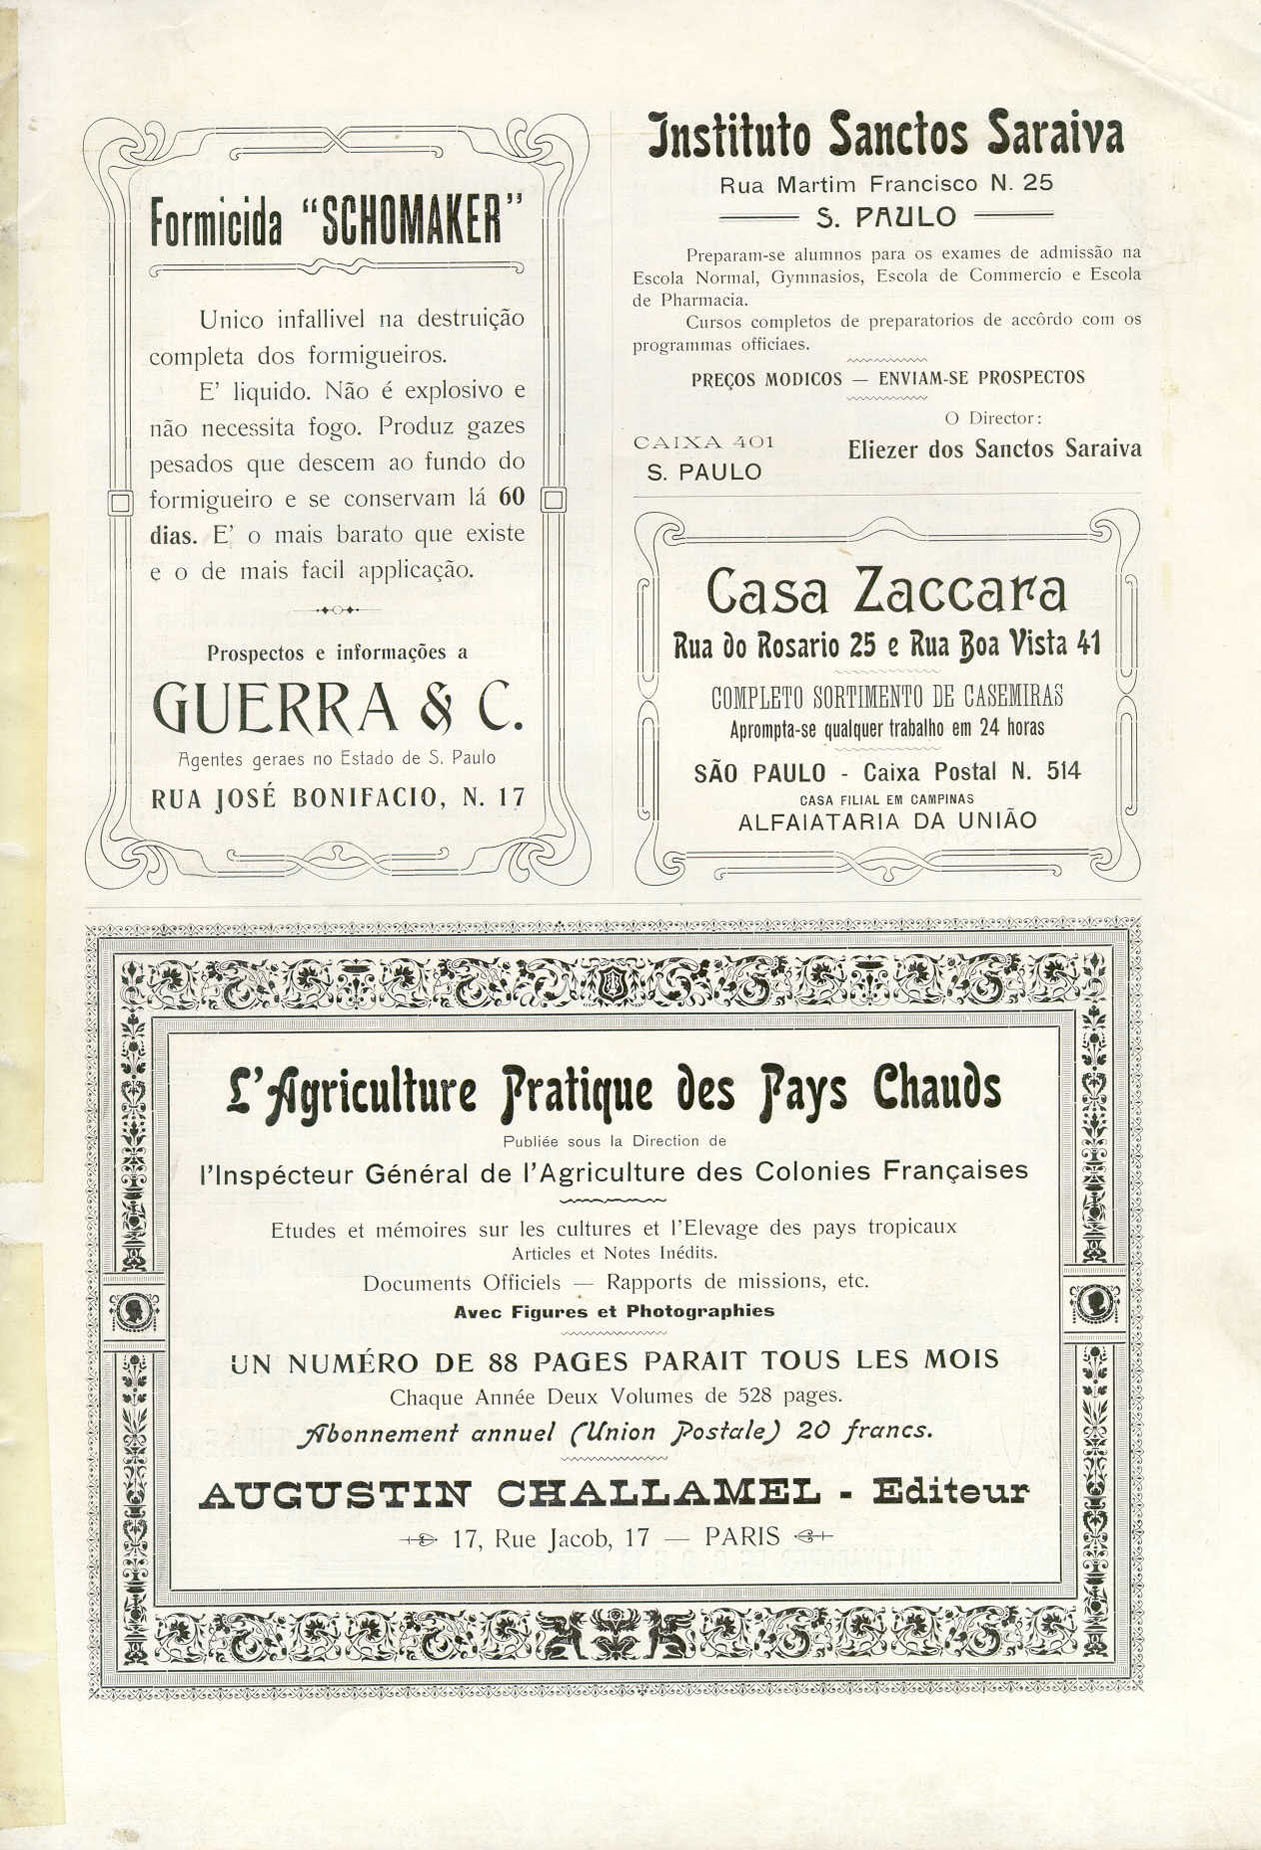 Formicida "SCHOMAKER"
Unico infallivel na destruição
completa dos formigueiros.
E' liquido. Não é explosivo e
não necessita fogo. Produz gazes
pesados que descem ao fundo do
formigueiro e se conservam lá 60
dias. E' o mais barato que existe
e o de mais facil applicação.
Prospectos e informações a
GUERRA & C.
Agentes geraes no Estado de S. Paulo
RUA JOSÉ BONIFACIO, N. 17
Instituto Sanctos Saraiva
Rua Martim Francisco N. 25
S. PAULO
Preparam-se alumnos para os exames de admissão na
Escola Normal, Gymnasios, Escola de Commercio e Escola
de Pharmacia.
Cursos completos de preparatorios de accôrdo com os
programmas officiaes.
PREÇOS MODICOS — ENVIAM-SE PROSPECTOS
O Director:
CAIXA 401
Eliezer dos Sanctos Saraiva
S. PAULO
Casa Zaccara
Rua do Rosario 25 e Rua Boa Vista 41
COMPLETO SORTIMENTO DE CASEMIRAS
Aprompta-se qualquer trabalho em 24 horas
SÃO PAULO - Caixa Postal N. 514
CASA FILIAL EM CAMPINAS
ALFAIATARIA DA UNIÃO
L'Agriculture Pratique des Pays Chauds
Publiée sous la Direction de
l'Inspécteur Général de l'Agriculture des Colonies Françaises
Etudes et mémoires sur les cultures et l'Elevage des pays tropicaux
Articles et Notes Inédits.
Documents Officiels — Rapports de missions, etc.
Avec Figures et Photographies
UN NUMÉRO DE 88 PAGES PARAIT TOUS LES MOIS
Chaque Année Deux Volumes de 528 pages.
Abonnement annuel (Union Postale) 20 francs.
AUGUSTIN CHALLAMEL - Editeur
17, Rue Jacob, 17 — PARIS